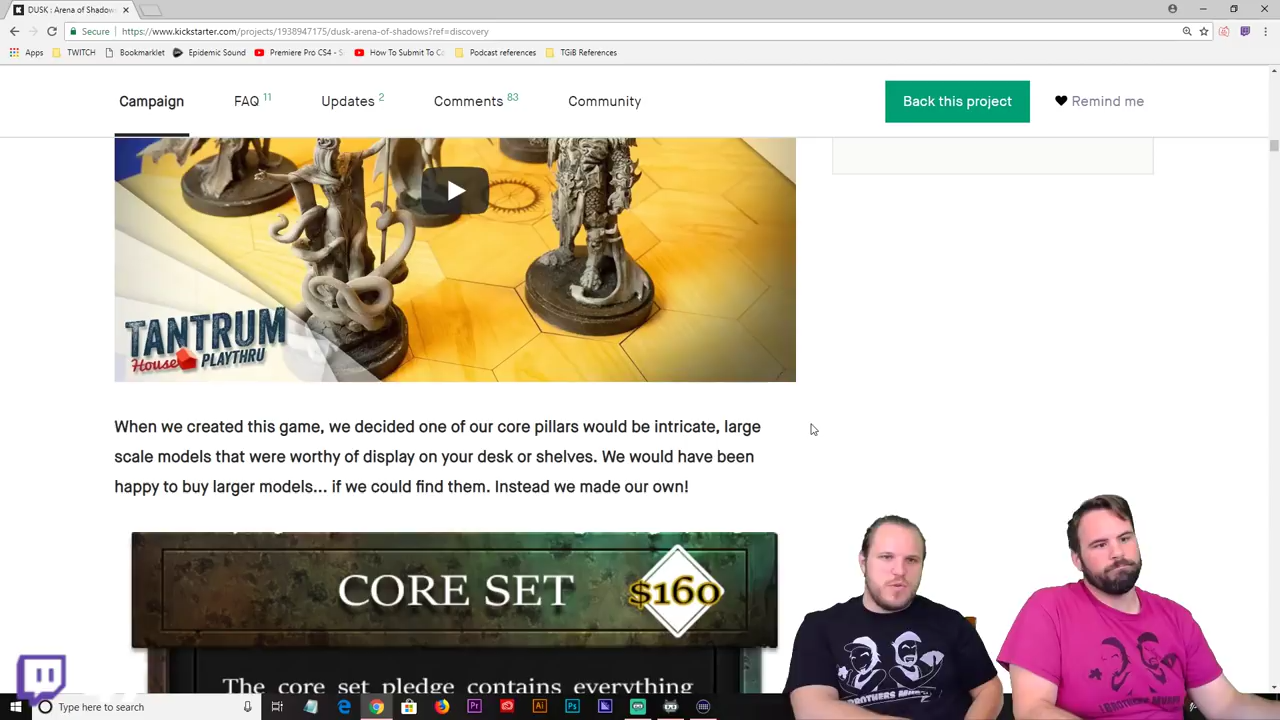 DUSK : Arena of Shadow
Secure
https://www.kickstarter.com/projects/1938947175/dusk-arena-of-shadows?ref=discovery
Apps TWITCH Bookmarklet Epidemic Sound Premiere Pro CS4 - S How To Submit To Ca Podcast references TGiB References
Campaign FAQ 11 Updates 2 Comments 83 Community Back this project Remind me
TANTRUM
House PLAYTHRU
When we created this game, we decided one of our core pillars would be intricate, large
scale models that were worthy of display on your desk or shelves. We would have been
happy to buy larger models... if we could find them. Instead we made our own!
CORE SET $160
The core set pledge contains everything
Type here to search